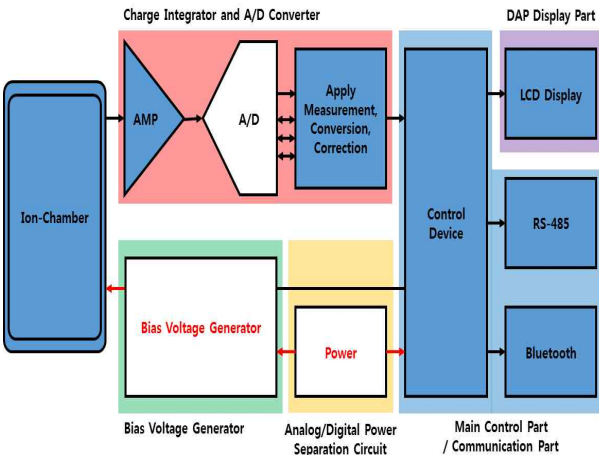 Charge Integrator and A/D Converter
DAP Display Part
AMP
A/D
Apply
Measurement,
Conversion,
Correction
LCD Display
Ion-Chamber
Control
Device
RS-485
Bias Voltage Generator
Power
Bluetooth
Bias Voltage Generator
Analog/Digital Power
Separation Circuit
Main Control Part
/ Communication Part